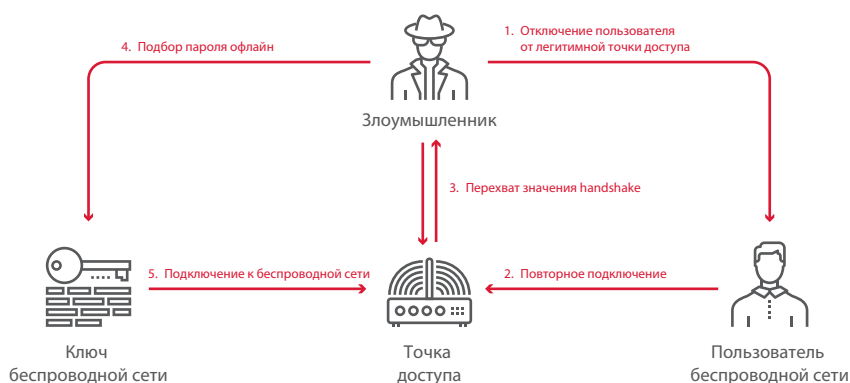 1. Отключение пользователя
от легитимной точки доступа
4. Подбор пароля офлайн
Злоумышленник
3. Перехват значения handshake
5. Подключение к беспроводной сети
2. Повторное подключение
Ключ
беспроводной сети
Точка
доступа
Пользователь
беспроводной сети